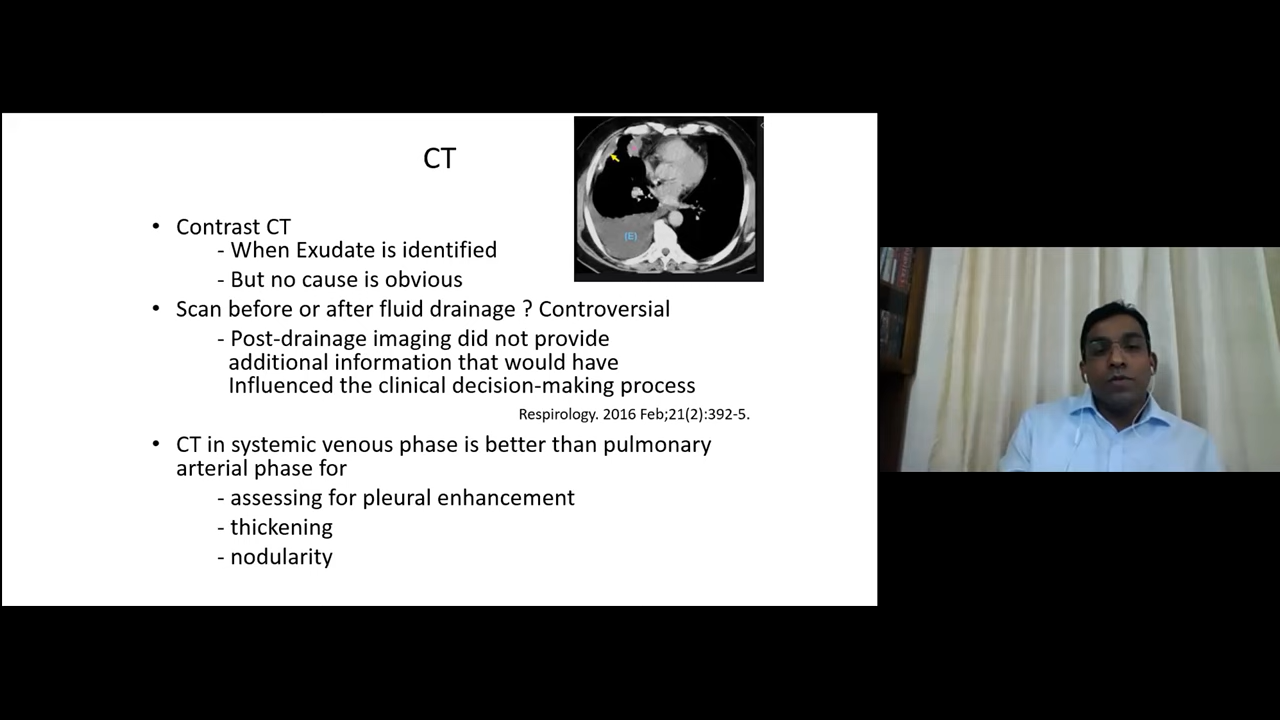 CT
(E)
• Contrast CT
- When Exudate is identified
- But no cause is obvious
• Scan before or after fluid drainage ? Controversial
- Post-drainage imaging did not provide
additional information that would have
Influenced the clinical decision-making process
Respirology. 2016 Feb;21(2):392-5.
• CT in systemic venous phase is better than pulmonary
arterial phase for
- assessing for pleural enhancement
- thickening
- nodularity